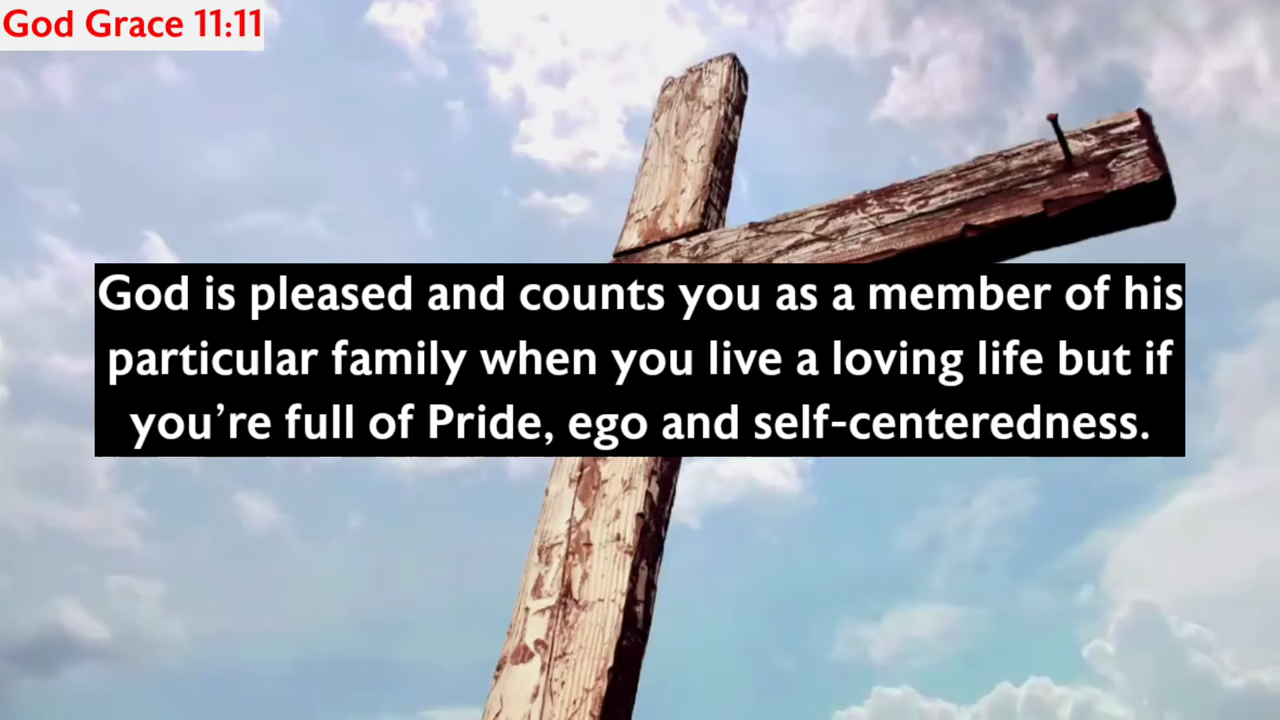 God Grace 11:11
God is pleased and counts you as a member of his
particular family when you live a loving life but if
you’re full of Pride, ego and self-centeredness.